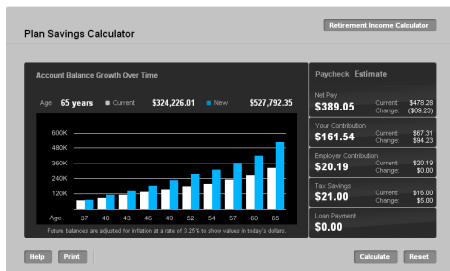 Retirement Income Calculator
Plan Savings Calculator
Account Balance Growth Over Time
Age 65 years Current $324,226.01 New $527,792.35
600K
480K
360K
240K
120K
Age 37 40 43 46 49 52 54 57 60 65
Future balances are adjusted for inflation at a rate of 3.25% to show values in today's dollars.
Paycheck Estimate
Net Pay
$389.05 Current: $478.28
Change: ($89.23)
Your Contribution
$161.54 Current: $67.31
Change: $94.23
Employer Contribution
$20.19 Current: $20.19
Change: $0.00
Tax Savings
$21.00 Current: $16.00
Change: $5.00
Loan Payment
$0.00
Help Print Calculate Reset